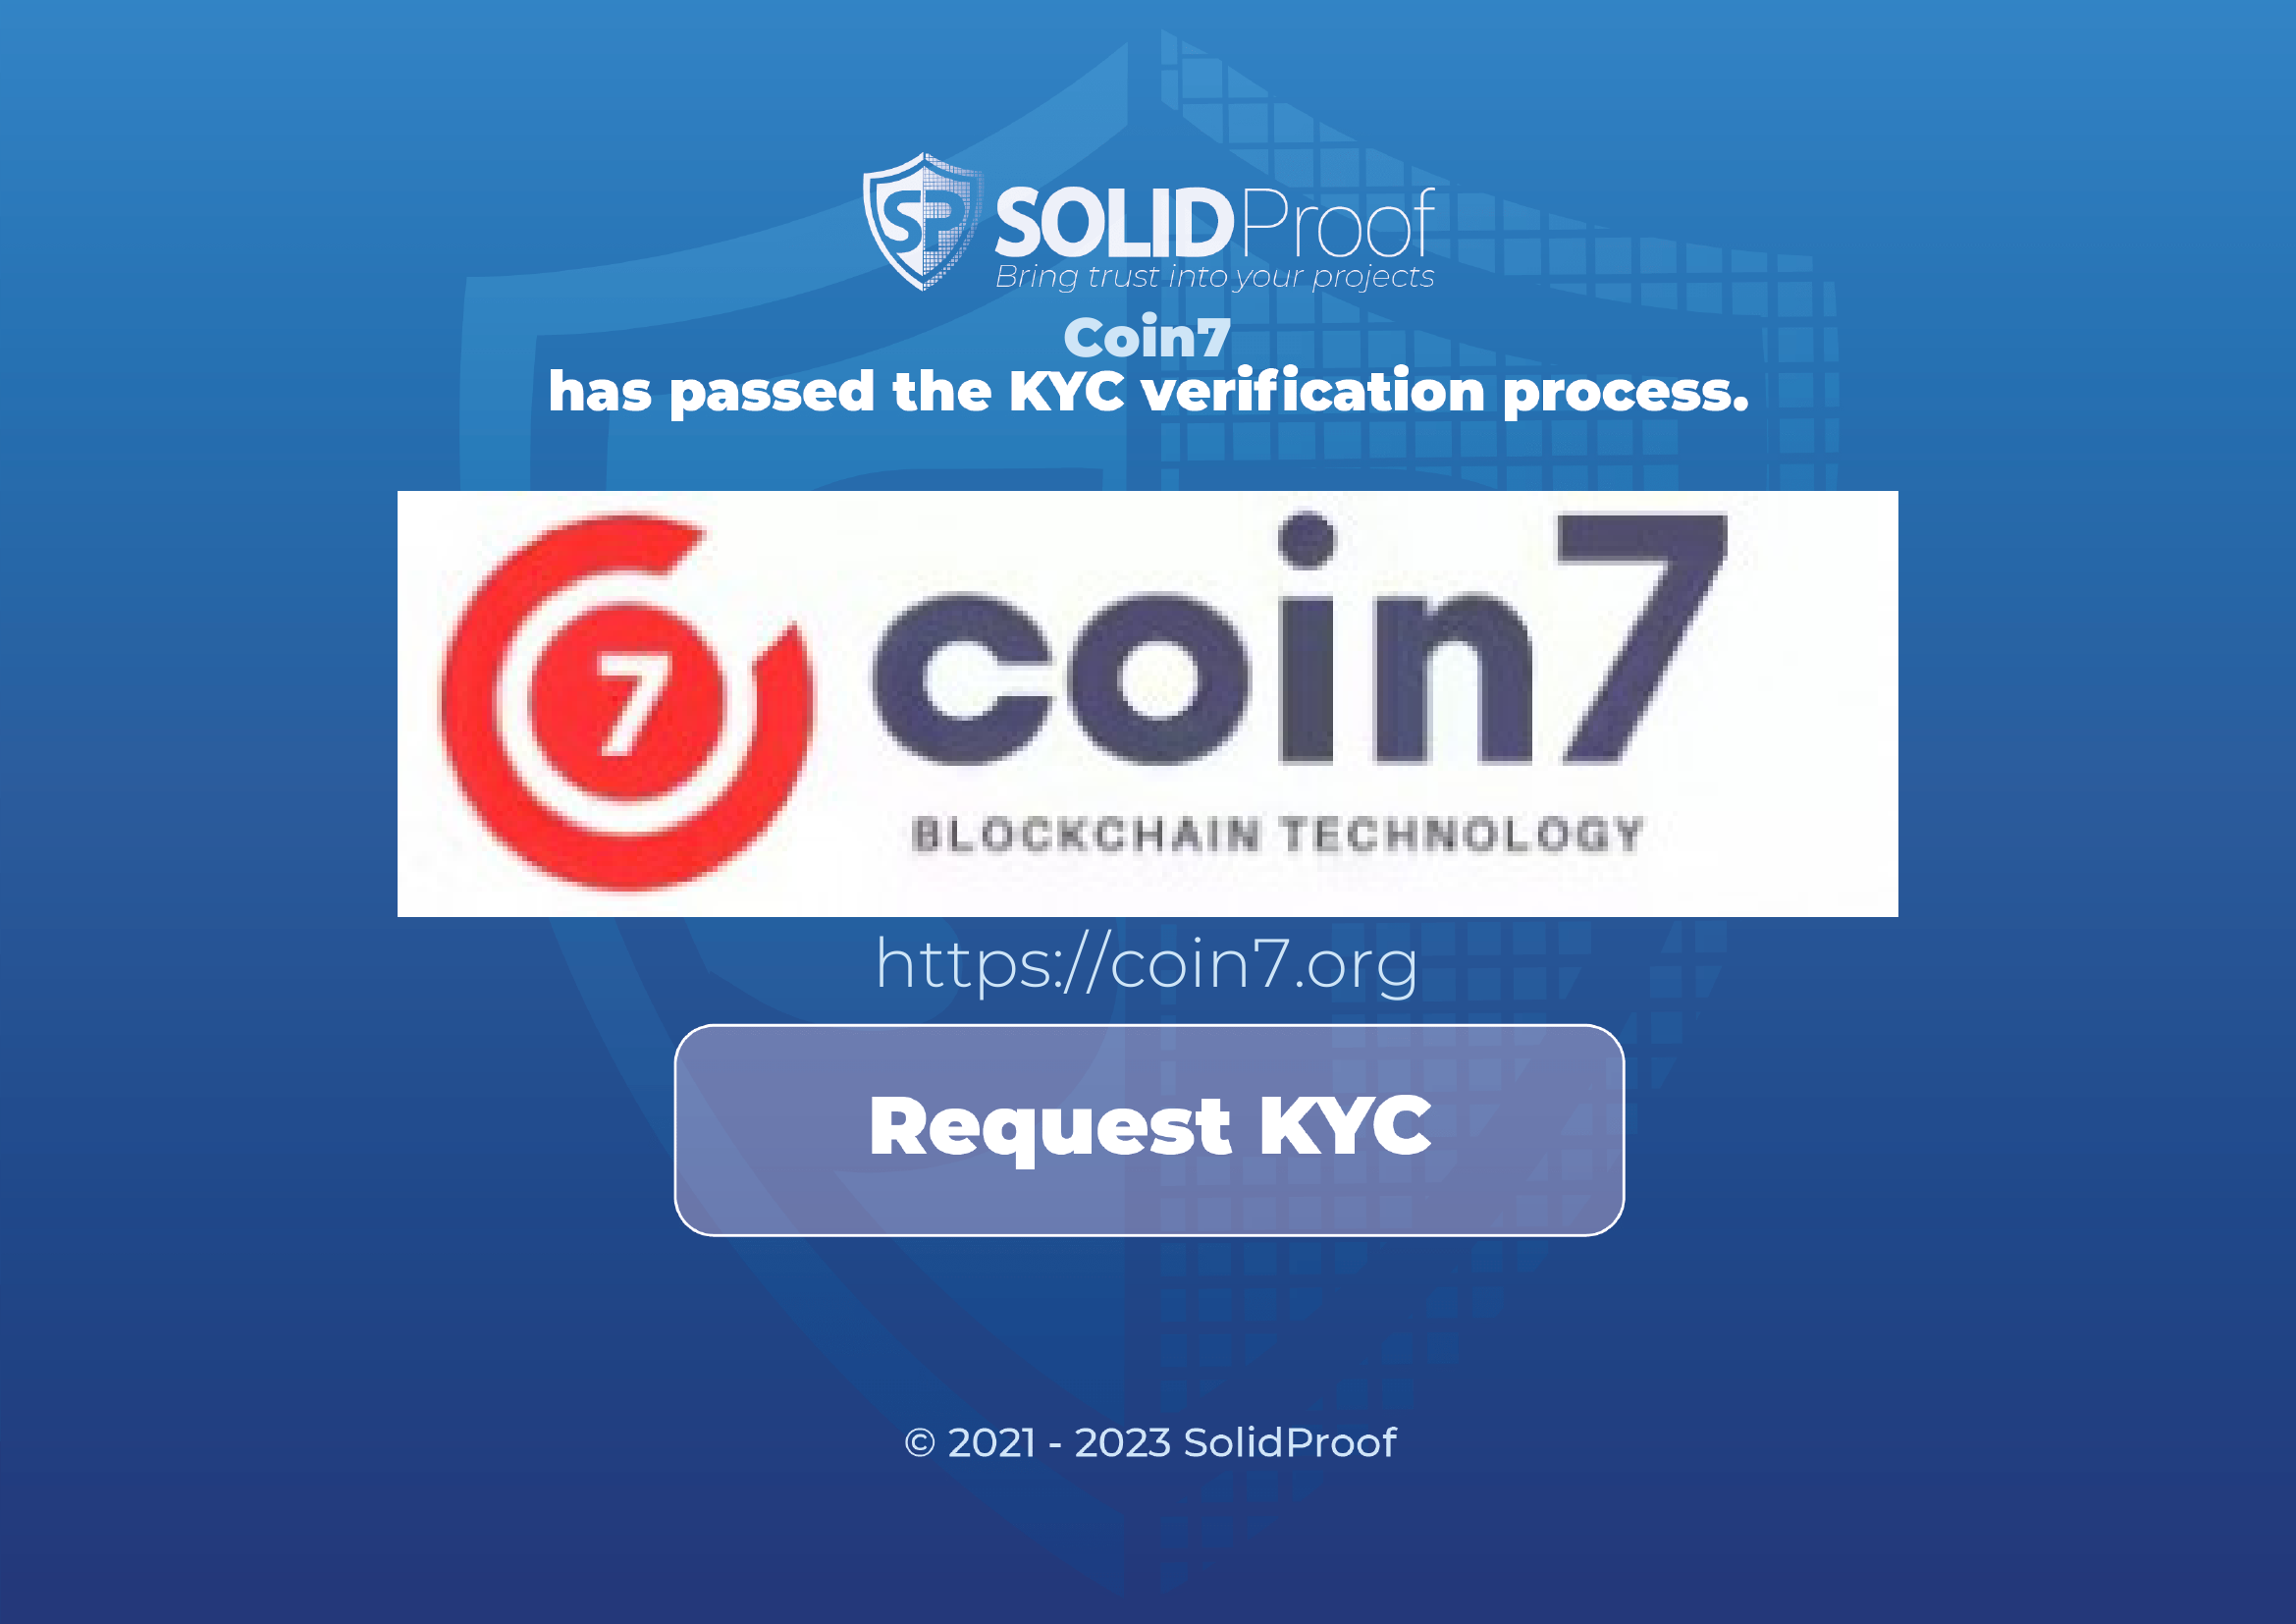 SP SOLIDProof
Bring trust into your projects
Coin7
has passed the KYC verification process.
7 coin7
BLOCKCHAIN TECHNOLOGY
https://coin7.org
Request KYC
© 2021 - 2023 SolidProof